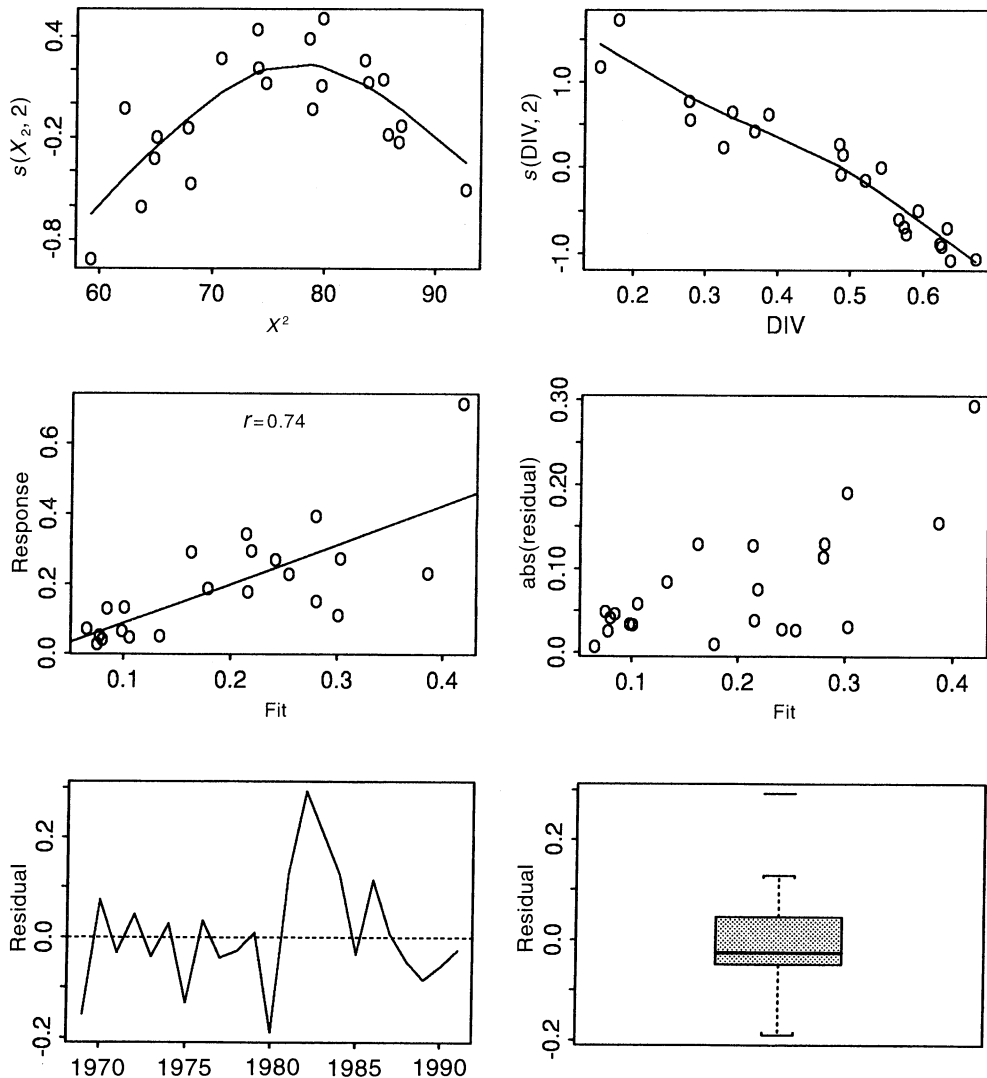 s(X₂, 2)
0.4
-0.2
-0.8
60 70 80 90
X²
s(DIV, 2)
1.0
0.0
-1.0
0.2 0.3 0.4 0.5 0.6
DIV
Response
0.6
0.4
0.2
0.0
r=0.74
0.1 0.2 0.3 0.4
Fit
abs(residual)
0.30
0.20
0.10
0.0
0.1 0.2 0.3 0.4
Fit
Residual
0.2
0.0
-0.2
1970 1975 1980 1985 1990
Residual
0.2
0.0
-0.2